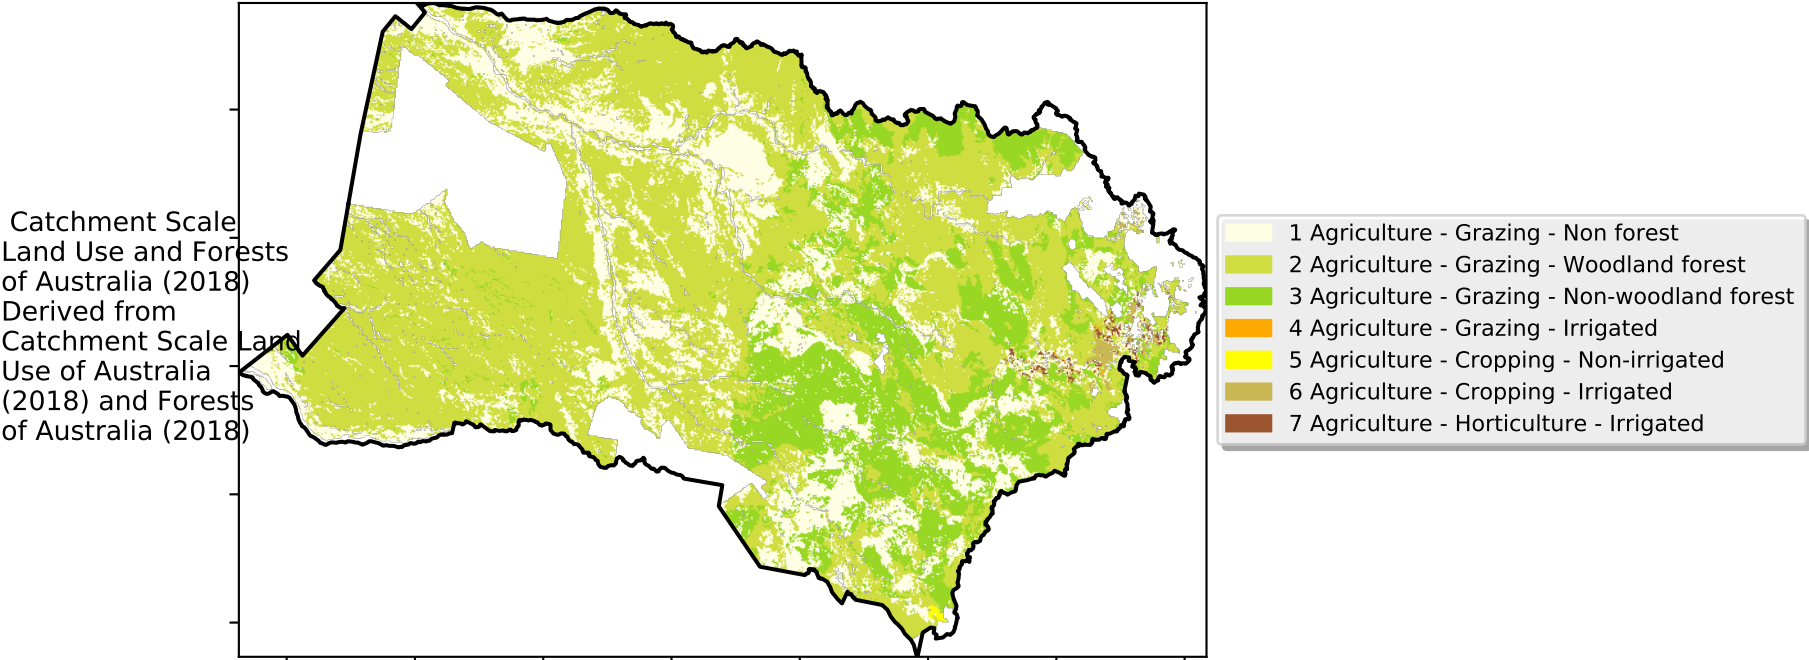 Catchment Scale
Land Use and Forests
of Australia (2018)
Derived from
Catchment Scale Land
Use of Australia
(2018) and Forests
of Australia (2018)
1 Agriculture - Grazing - Non forest
2 Agriculture - Grazing - Woodland forest
3 Agriculture - Grazing - Non-woodland forest
4 Agriculture - Grazing - Irrigated
5 Agriculture - Cropping - Non-irrigated
6 Agriculture - Cropping - Irrigated
7 Agriculture - Horticulture - Irrigated